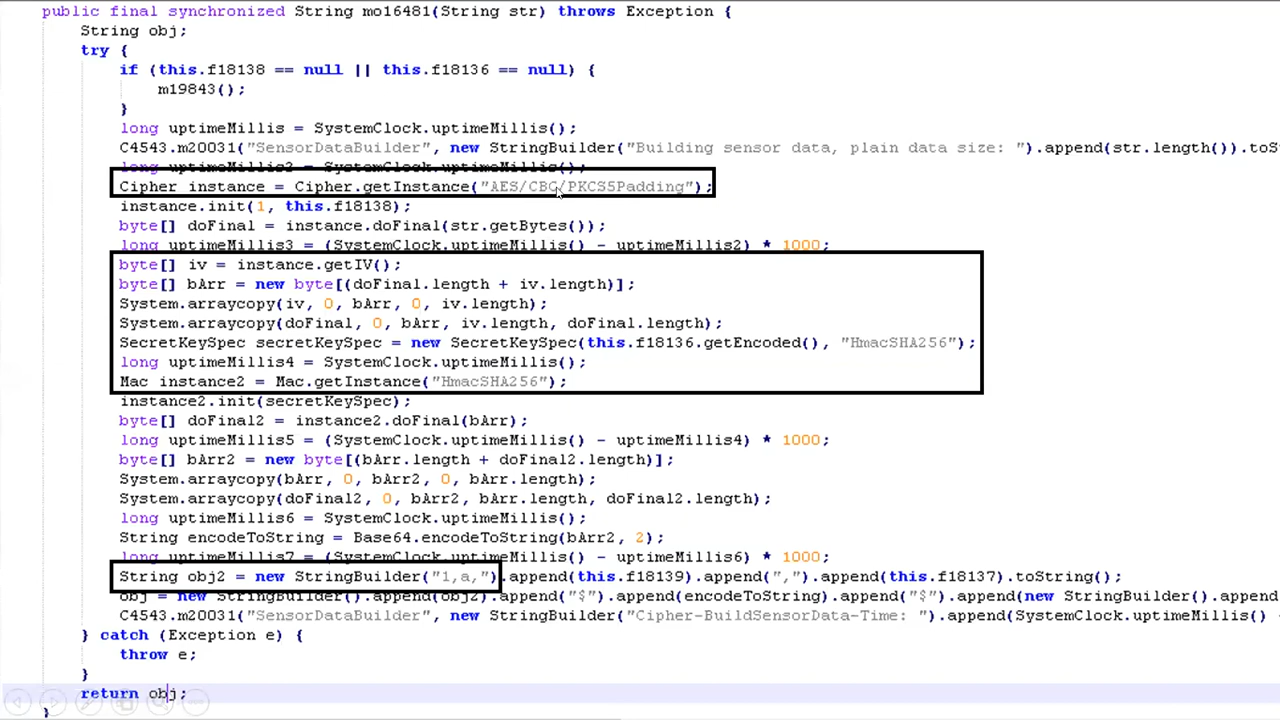 public final synchronized String mo16481(String str) throws Exception {
String obj;
try {
if (this.f18138 == null || this.f18136 == null) {
m19843();
}
long uptimeMillis = SystemClock.uptimeMillis();
C4543.m20031("SensorDataBuilder", new StringBuilder("Building sensor data, plain data size: ").append(str.length()).toS
long uptimeMillis2 = SystemClock.uptimeMillis();
Cipher instance = Cipher.getInstance("AES/CBC/PKCS5Padding");
instance.init(1, this.f18138);
byte[] doFinal = instance.doFinal(str.getBytes());
long uptimeMillis3 = (SystemClock.uptimeMillis() - uptimeMillis2) * 1000;
byte[] iv = instance.getIV();
byte[] bArr = new byte[(doFinal.length + iv.length)];
System.arraycopy(iv, 0, bArr, 0, iv.length);
System.arraycopy(doFinal, 0, bArr, iv.length, doFinal.length);
SecretKeySpec secretKeySpec = new SecretKeySpec(this.f18136.getEncoded(), "HmacSHA256");
long uptimeMillis4 = SystemClock.uptimeMillis();
Mac instance2 = Mac.getInstance("HmacSHA256");
instance2.init(secretKeySpec);
byte[] doFinal2 = instance2.doFinal(bArr);
long uptimeMillis5 = (SystemClock.uptimeMillis() - uptimeMillis4) * 1000;
byte[] bArr2 = new byte[(bArr.length + doFinal2.length)];
System.arraycopy(bArr, 0, bArr2, 0, bArr.length);
System.arraycopy(doFinal2, 0, bArr2, bArr.length, doFinal2.length);
long uptimeMillis6 = SystemClock.uptimeMillis();
String encodeToString = Base64.encodeToString(bArr2, 2);
long uptimeMillis7 = (SystemClock.uptimeMillis() - uptimeMillis6) * 1000;
String obj2 = new StringBuilder("1,a,").append(this.f18139).append(",").append(this.f18137).toString();
obj = new StringBuilder().append(obj2).append("$").append(encodeToString).append("$").append(new StringBuilder().append
C4543.m20031("SensorDataBuilder", new StringBuilder("Cipher-BuildSensorData-Time: ").append(SystemClock.uptimeMillis() -
} catch (Exception e) {
throw e;
}
return obj;
}